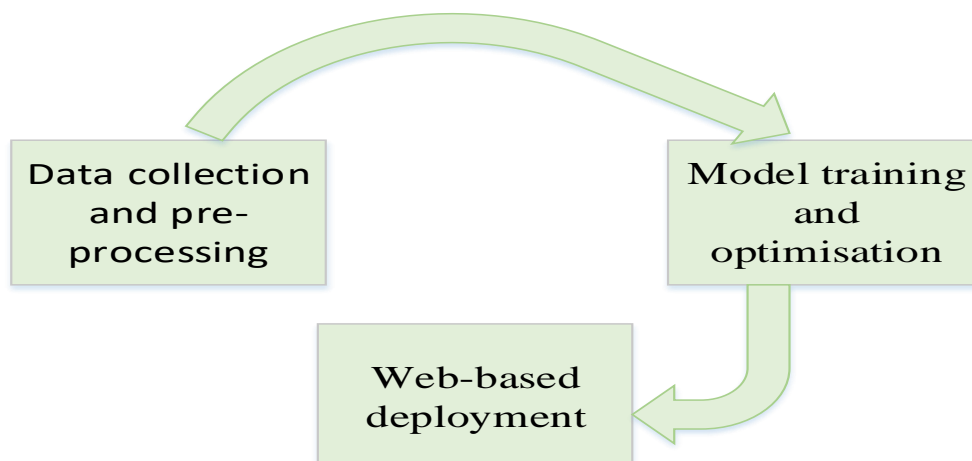 Data collection
and pre-
processing
Model training
and
optimisation
Web-based
deployment